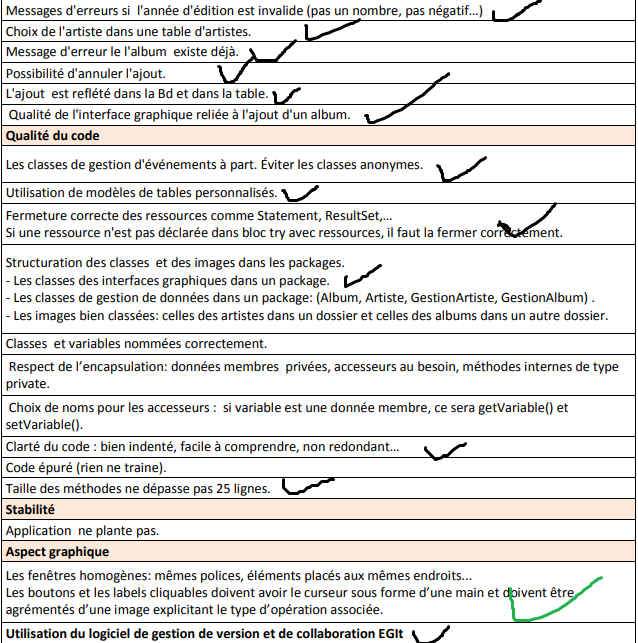 Messages d'erreurs si l'année d'édition est invalide (pas un nombre, pas négatif…)
Choix de l'artiste dans une table d'artistes.
Message d'erreur le l'album existe déjà.
Possibilité d'annuler l'ajout.
L'ajout est reflété dans la Bd et dans la table.
Qualité de l'interface graphique reliée à l'ajout d'un album.
Qualité du code
Les classes de gestion d'événements à part. Éviter les classes anonymes.
Utilisation de modèles de tables personnalisés.
Fermeture correcte des ressources comme Statement, ResultSet,…
Si une ressource n'est pas déclarée dans bloc try avec ressources, il faut la fermer correctement.
Structuration des classes et des images dans les packages.
- Les classes des interfaces graphiques dans un package.
- Les classes de gestion de données dans un package: (Album, Artiste, GestionArtiste, GestionAlbum) .
- Les images bien classées: celles des artistes dans un dossier et celles des albums dans un autre dossier.
Classes et variables nommées correctement.
Respect de l'encapsulation: données membres privées, accesseurs au besoin, méthodes internes de type
private.
Choix de noms pour les accesseurs : si variable est une donnée membre, ce sera getVariable() et
setVariable().
Clarté du code : bien indenté, facile à comprendre, non redondant…
Code épuré (rien ne traine).
Taille des méthodes ne dépasse pas 25 lignes.
Stabilité
Application ne plante pas.
Aspect graphique
Les fenêtres homogènes: mêmes polices, éléments placés aux mêmes endroits...
Les boutons et les labels cliquables doivent avoir le curseur sous forme d'une main et doivent être
agrémentés d'une image explicitant le type d'opération associée.
Utilisation du logiciel de gestion de version et de collaboration EGIt